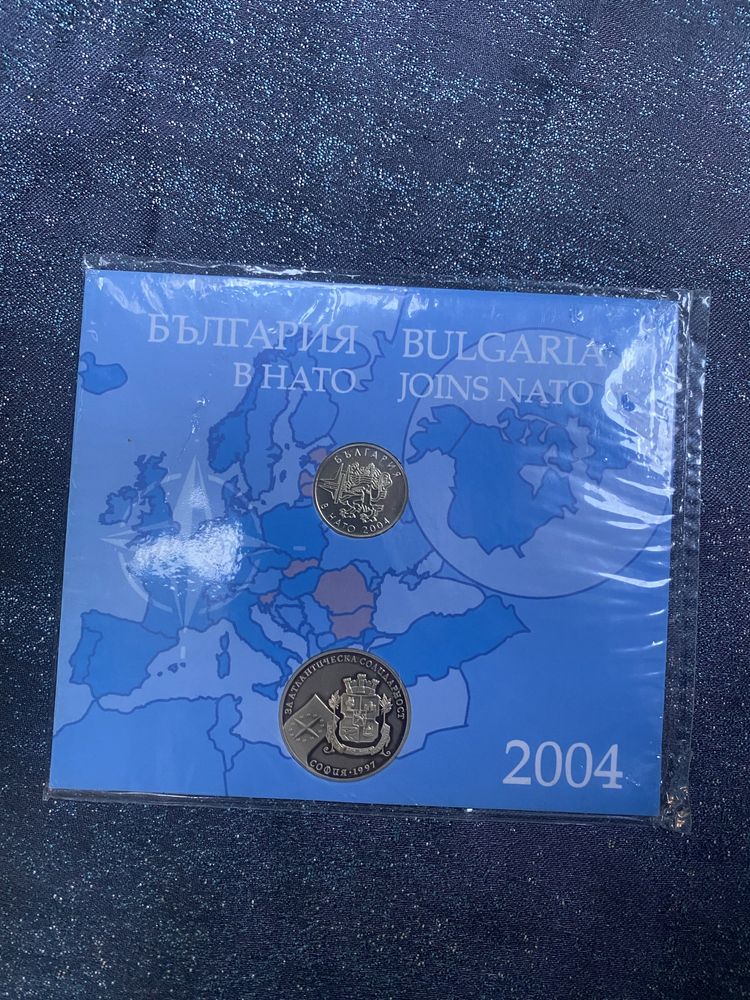 БЪЛГАРИЯ
В НАТО
BULGARIA
JOINS NATO
БЪЛГАРИЯ
В НАТО 2004
ЗА АТЛАНТИЧЕСКА СОЛИДАРНОСТ
СОФИЯ · 1997
2004